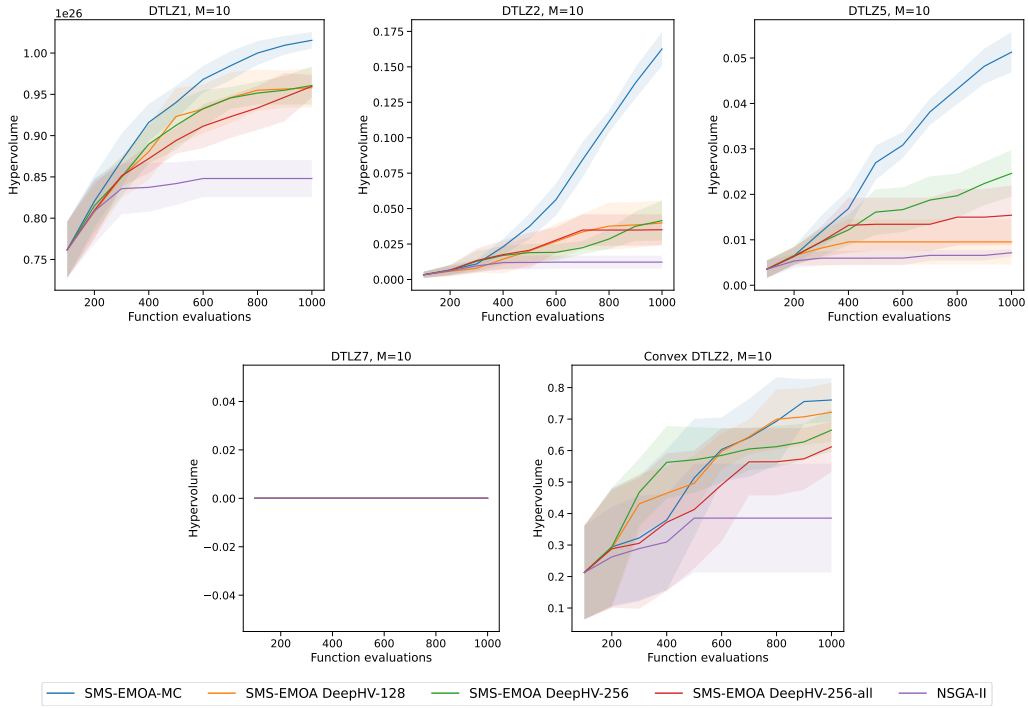 DTLZ1, M=10
1e26
1.00
0.95
0.90
0.85
0.80
0.75
Hypervolume
200
400
600
800
1000
Function evaluations
DTLZ2, M=10
0.175
0.150
0.125
0.100
0.075
0.050
0.025
0.000
Hypervolume
200
400
600
800
1000
Function evaluations
DTLZ5, M=10
0.05
0.04
0.03
0.02
0.01
0.00
Hypervolume
200
400
600
800
1000
Function evaluations
DTLZ7, M=10
0.04
0.02
0.00
−0.02
−0.04
Hypervolume
200
400
600
800
1000
Function evaluations
Convex DTLZ2, M=10
0.8
0.7
0.6
0.5
0.4
0.3
0.2
0.1
Hypervolume
200
400
600
800
1000
Function evaluations
SMS-EMOA-MC
SMS-EMOA DeepHV-128
SMS-EMOA DeepHV-256
SMS-EMOA DeepHV-256-all
NSGA-II